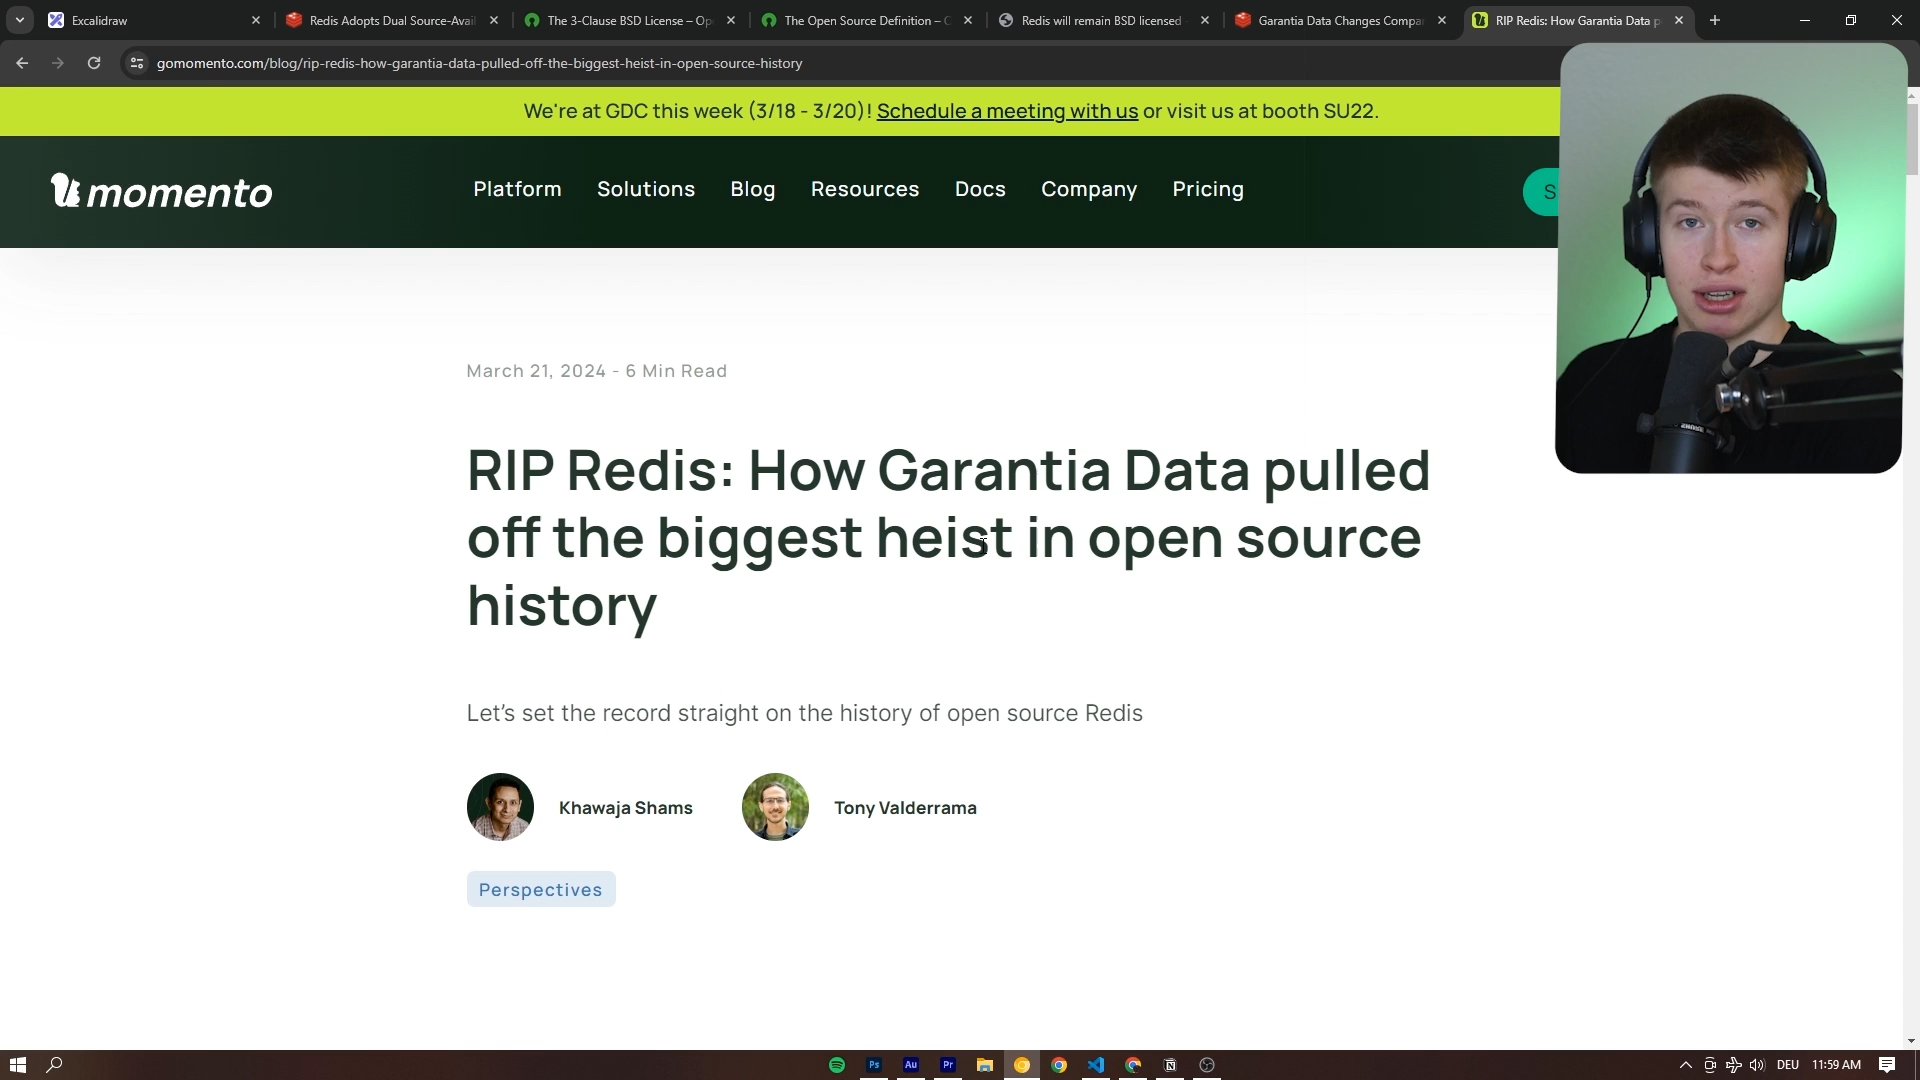 Excalidraw
Redis Adopts Dual Source-Avail
The 3-Clause BSD License – Op
The Open Source Definition –
Redis will remain BSD licensed
Garantia Data Changes Compa
RIP Redis: How Garantia Data p
gomomento.com/blog/rip-redis-how-garantia-data-pulled-off-the-biggest-heist-in-open-source-history
We're at GDC this week (3/18 - 3/20)! Schedule a meeting with us or visit us at booth SU22.
momento
Platform
Solutions
Blog
Resources
Docs
Company
Pricing
S
March 21, 2024 - 6 Min Read
RIP Redis: How Garantia Data pulled
off the biggest heist in open source
history
Let's set the record straight on the history of open source Redis
Khawaja Shams
Tony Valderrama
Perspectives
Ps
Au
Pr
DEU
11:59 AM